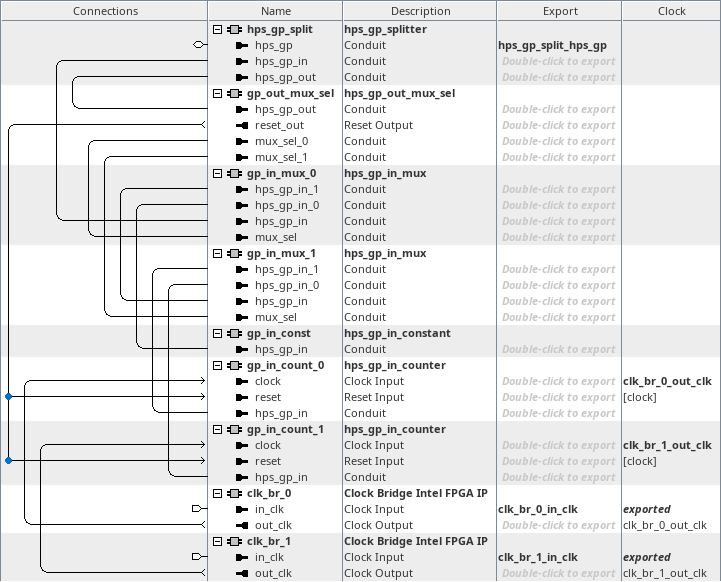 Connections Name Description Export Clock
hps_gp_split hps_gp_splitter
hps_gp Conduit hps_gp_split_hps_gp
hps_gp_in Conduit Double-click to export
hps_gp_out Conduit Double-click to export
gp_out_mux_sel hps_gp_out_mux_sel
hps_gp_out Conduit Double-click to export
reset_out Reset Output Double-click to export
mux_sel_0 Conduit Double-click to export
mux_sel_1 Conduit Double-click to export
gp_in_mux_0 hps_gp_in_mux
hps_gp_in_1 Conduit Double-click to export
hps_gp_in_0 Conduit Double-click to export
hps_gp_in Conduit Double-click to export
mux_sel Conduit Double-click to export
gp_in_mux_1 hps_gp_in_mux
hps_gp_in_1 Conduit Double-click to export
hps_gp_in_0 Conduit Double-click to export
hps_gp_in Conduit Double-click to export
mux_sel Conduit Double-click to export
gp_in_const hps_gp_in_constant
hps_gp_in Conduit Double-click to export
gp_in_count_0 hps_gp_in_counter
clock Clock Input Double-click to export clk_br_0_out_clk
reset Reset Input Double-click to export [clock]
hps_gp_in Conduit Double-click to export
gp_in_count_1 hps_gp_in_counter
clock Clock Input Double-click to export clk_br_1_out_clk
reset Reset Input Double-click to export [clock]
hps_gp_in Conduit Double-click to export
clk_br_0 Clock Bridge Intel FPGA IP
in_clk Clock Input clk_br_0_in_clk exported
out_clk Clock Output Double-click to export clk_br_0_out_clk
clk_br_1 Clock Bridge Intel FPGA IP
in_clk Clock Input clk_br_1_in_clk exported
out_clk Clock Output Double-click to export clk_br_1_out_clk